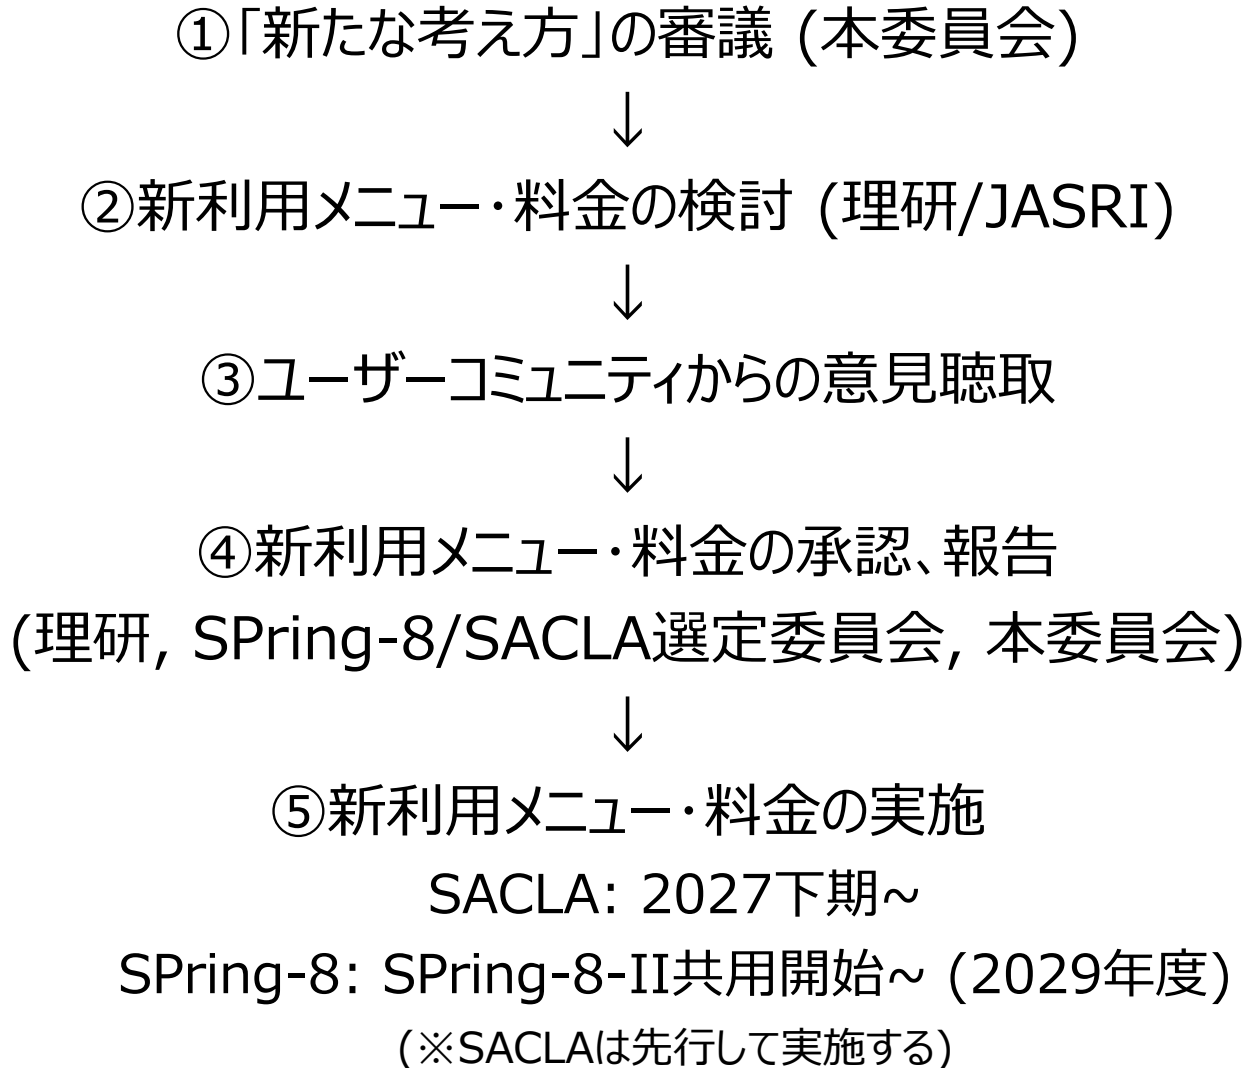 ①「新たな考え方」の審議 (本委員会)
↓
②新利用メニュー・料金の検討 (理研/JASRI)
↓
③ユーザーコミュニティからの意見聴取
↓
④新利用メニュー・料金の承認、報告
(理研, SPring-8/SACLA選定委員会, 本委員会)
↓
⑤新利用メニュー・料金の実施
SACLA: 2027下期~
SPring-8: SPring-8-II共用開始~ (2029年度)
(※SACLAは先行して実施する)